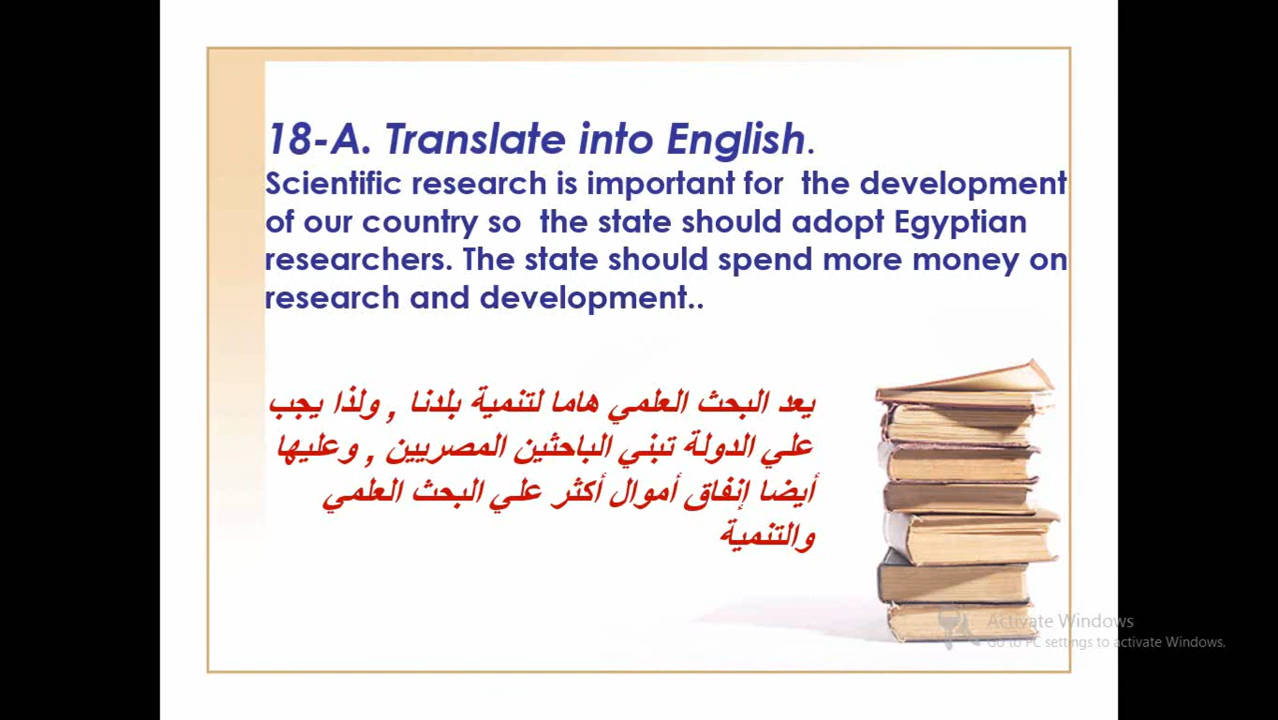 18-A. Translate into English.
Scientific research is important for the development
of our country so the state should adopt Egyptian
researchers. The state should spend more money on
research and development..
يعد البحث العلمي هاما لتنمية بلدنا , ولذا يجب
علي الدولة تبني الباحثين المصريين , وعليها
أيضا إنفاق أموال أكثر علي البحث العلمي
والتنمية
Activate Windows
Go to PC settings to activate Windows.